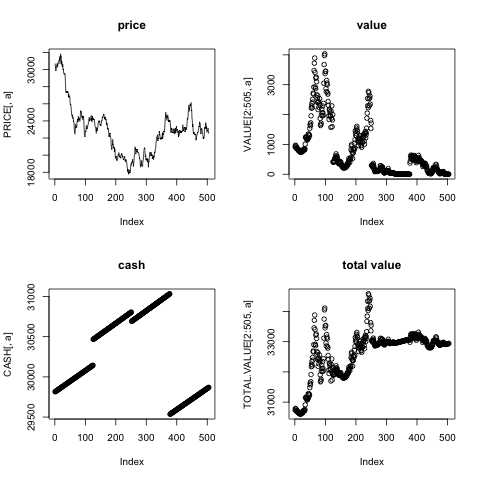 price
PRICE[, a]
18000 24000 30000
0 100 200 300 400 500
Index
value
VALUE[2:505, a]
0 1000 3000
0 100 200 300 400 500
Index
cash
CASH[, a]
29500 30000 30500 31000
0 100 200 300 400 500
Index
total value
TOTAL.VALUE[2:505, a]
31000 33000
0 100 200 300 400 500
Index